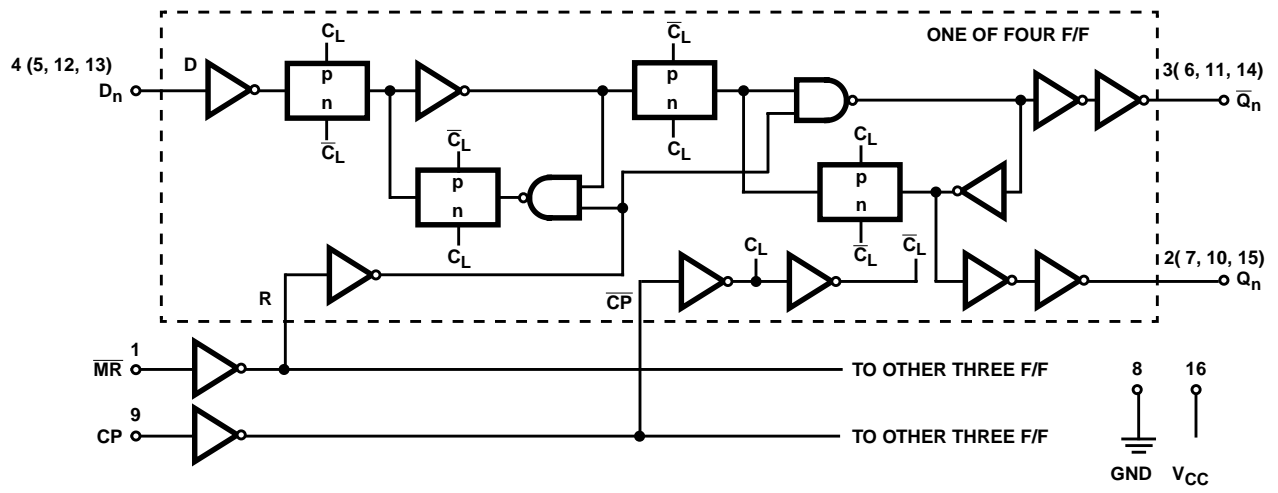 ONE OF FOUR F/F
4 (5, 12, 13)
Dn
D
CL
p
n
C̅L
C̅L
p
n
CL
3( 6, 11, 14)
Q̅n
C̅L
p
n
CL
CL
p
n
C̅L
R
C̅P̅
CL
C̅L
2( 7, 10, 15)
Q̅n
1
M̅R̅
TO OTHER THREE F/F
9
CP
TO OTHER THREE F/F
8
GND
16
VCC